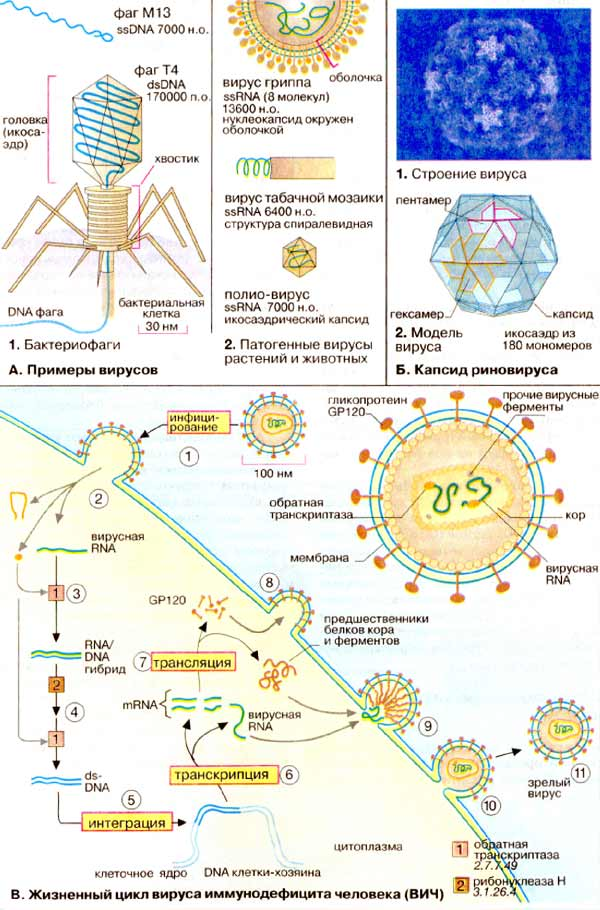 фаг M13
ssDNA 7000 н.о.
фаг T4
dsDNA
170000 п.о.
головка
(икоса-
эдр)
хвостик
DNA фага
бактериальная
клетка
30 нм
1. Бактериофаги
оболочка
вирус гриппа
ssRNA (8 молекул)
13600 н.о.
нуклеокапсид окружен
оболочкой
вирус табачной мозаики
ssRNA 6400 н.о.
структура спиралевидная
полио-вирус
ssRNA 7000 н.о.
икосаэдрический капсид
2. Патогенные вирусы
растений и животных
А. Примеры вирусов
1. Строение вируса
пентамер
гексамер
капсид
2. Модель
вируса
икосаэдр из
180 мономеров
Б. Капсид риновируса
инфици-
рование
1
100 нм
гликопротеин
GP120
прочие вирусные
ферменты
обратная
транскриптаза
кор
мембрана
вирусная
RNA
2
вирусная
RNA
1
3
RNA/
DNA
гибрид
2
4
1
ds-
DNA
5
интеграция
GP120
8
предшественники
белков кора
и ферментов
7
трансляция
mRNA
вирусная
RNA
транскрипция
6
9
10
11
зрелый
вирус
цитоплазма
клеточное ядро
DNA клетки-хозяина
1 обратная
транскриптаза
2.7.7.49
2 рибонуклеаза H
3.1.26.4
В. Жизненный цикл вируса иммунодефицита человека (ВИЧ)